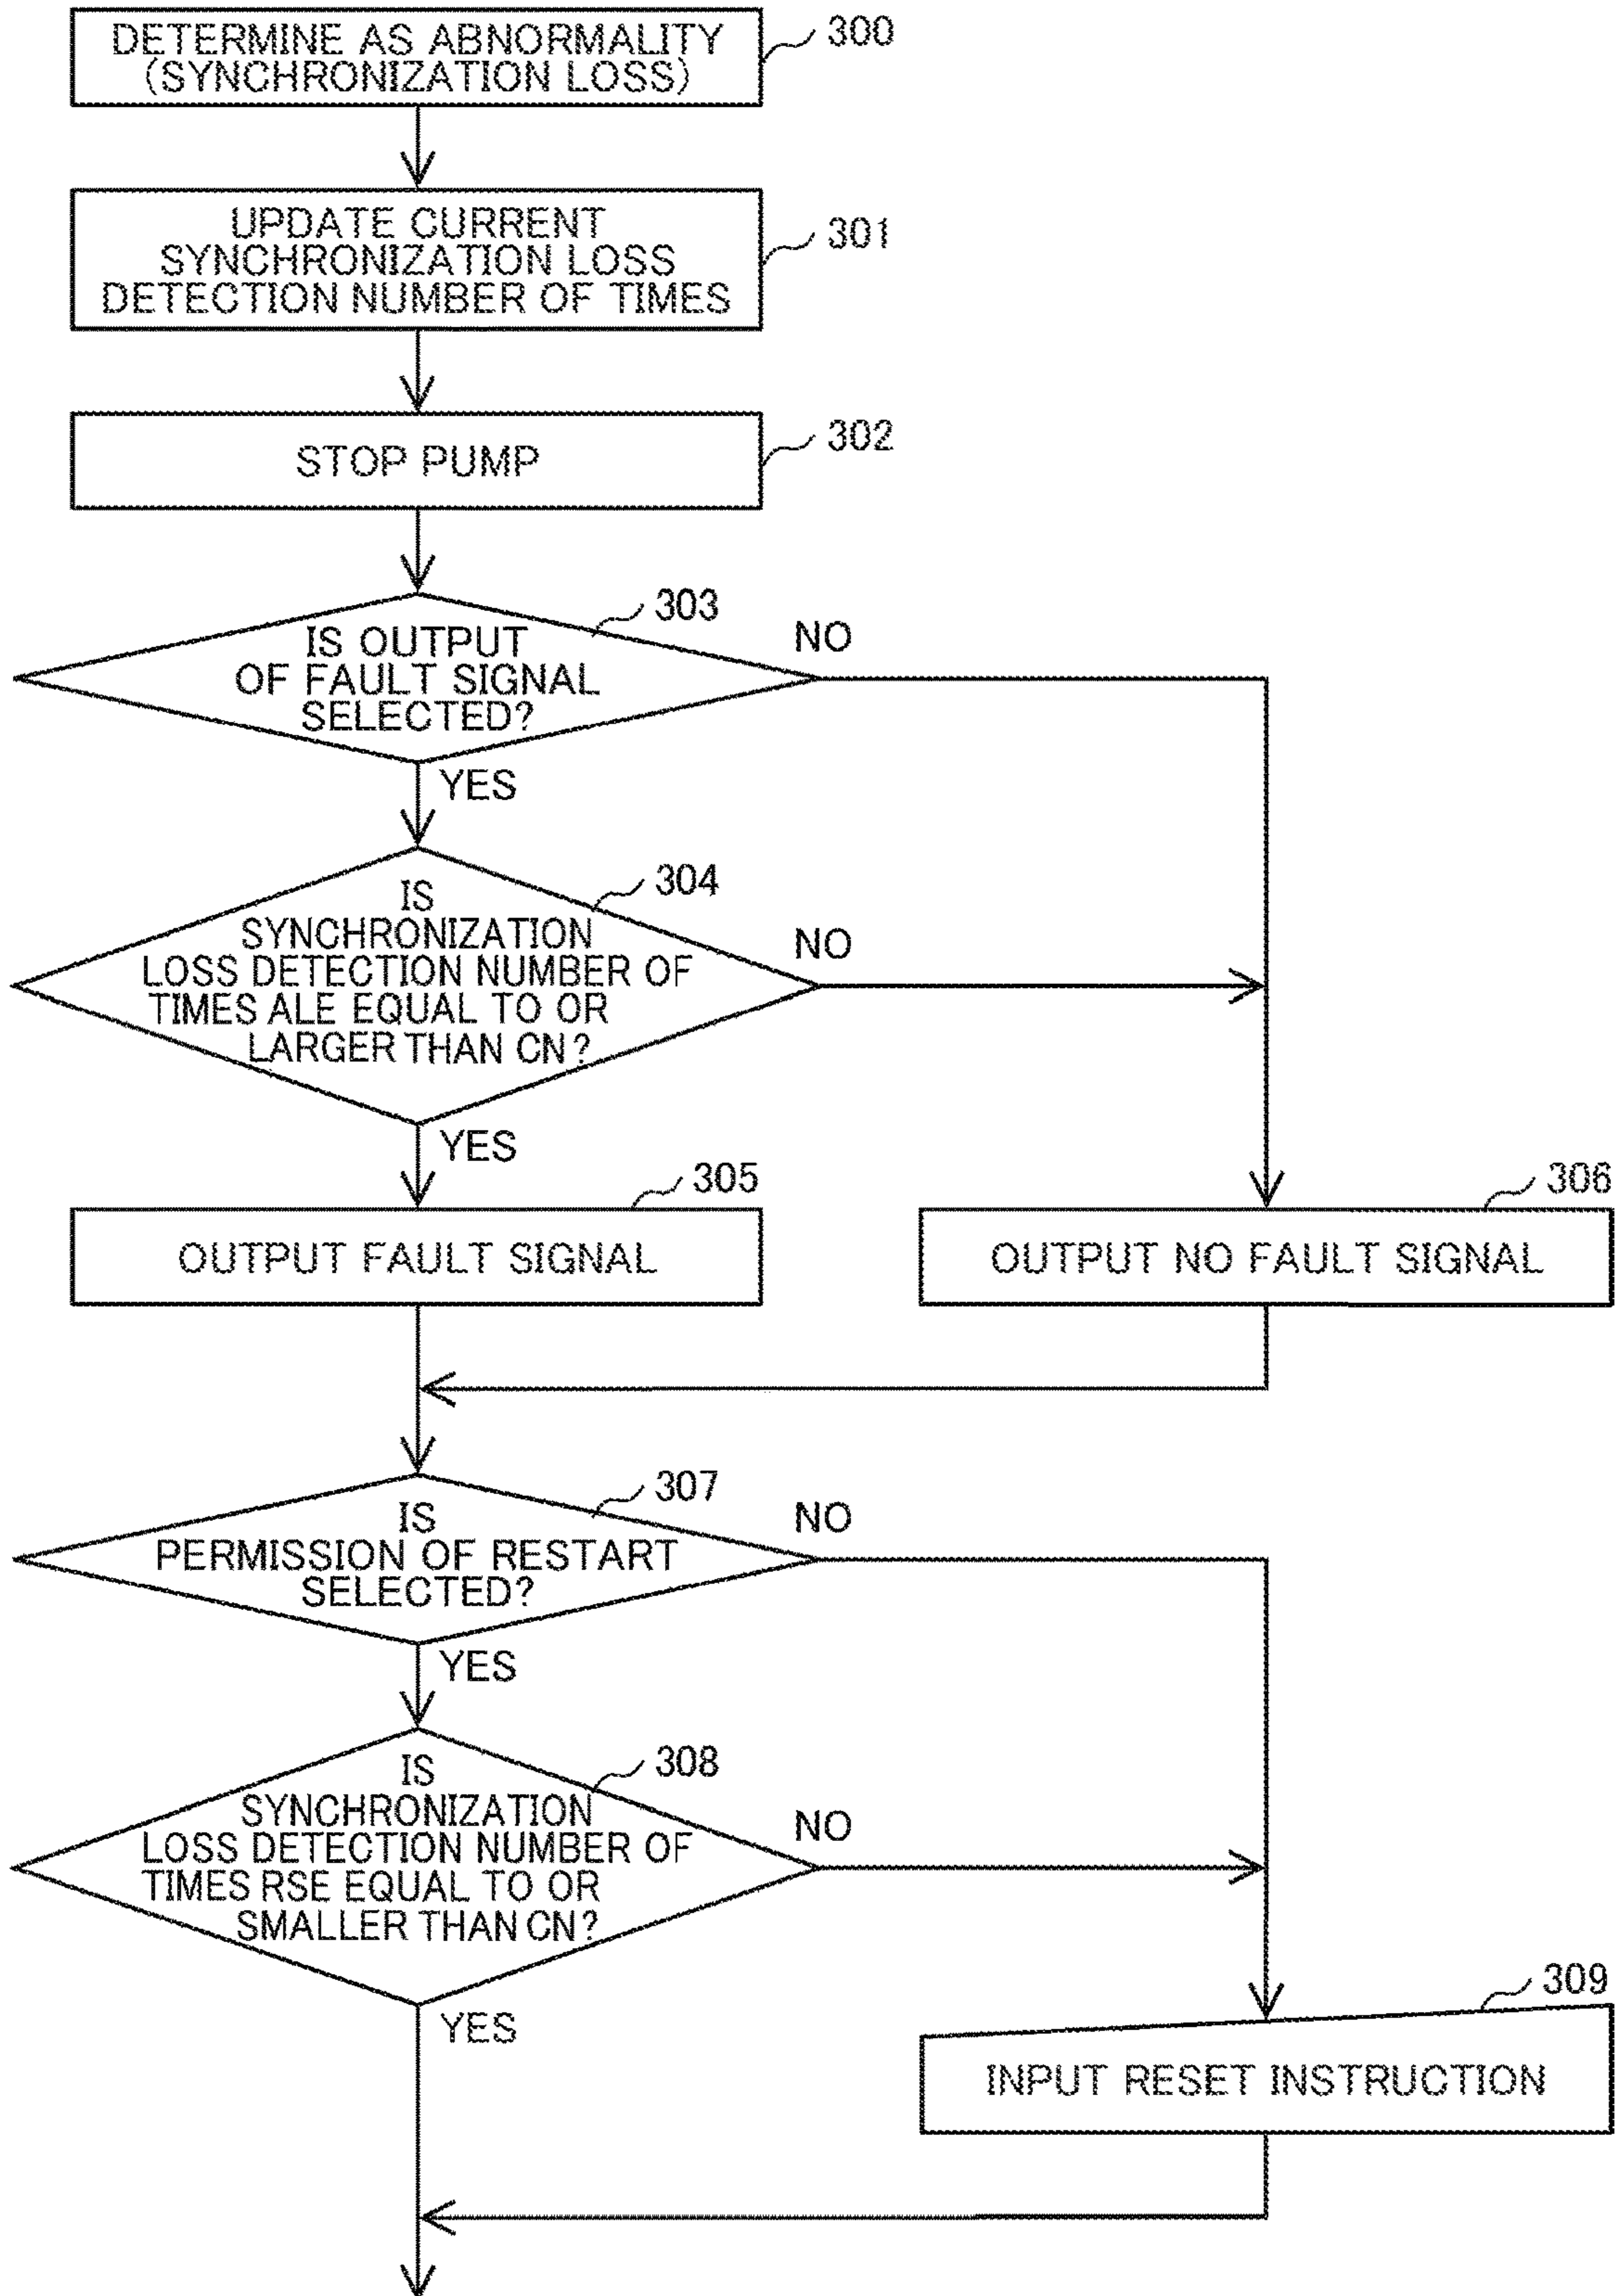 DETERMINE AS ABNORMALITY
(SYNCHRONIZATION LOSS)
300
UPDATE CURRENT
SYNCHRONIZATION LOSS
DETECTION NUMBER OF TIMES
301
STOP PUMP
302
303
IS OUTPUT
OF FAULT SIGNAL
SELECTED?
NO
YES
304
IS
SYNCHRONIZATION
LOSS DETECTION NUMBER OF
TIMES ALE EQUAL TO OR
LARGER THAN CN?
NO
YES
305
OUTPUT FAULT SIGNAL
306
OUTPUT NO FAULT SIGNAL
307
IS
PERMISSION OF RESTART
SELECTED?
NO
YES
308
IS
SYNCHRONIZATION
LOSS DETECTION NUMBER OF
TIMES RSE EQUAL TO OR
SMALLER THAN CN?
NO
YES
309
INPUT RESET INSTRUCTION